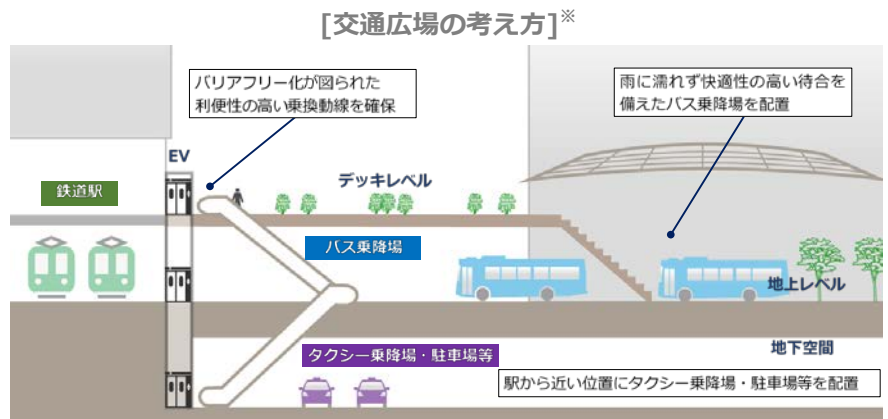 [交通広場の考え方]※
バリアフリー化が図られた
利便性の高い乗換動線を確保
雨に濡れず快適性の高い待合を
備えたバス乗降場を配置
EV
鉄道駅
デッキレベル
バス乗降場
地上レベル
地下空間
タクシー乗降場・駐車場等
駅から近い位置にタクシー乗降場・駐車場等を配置